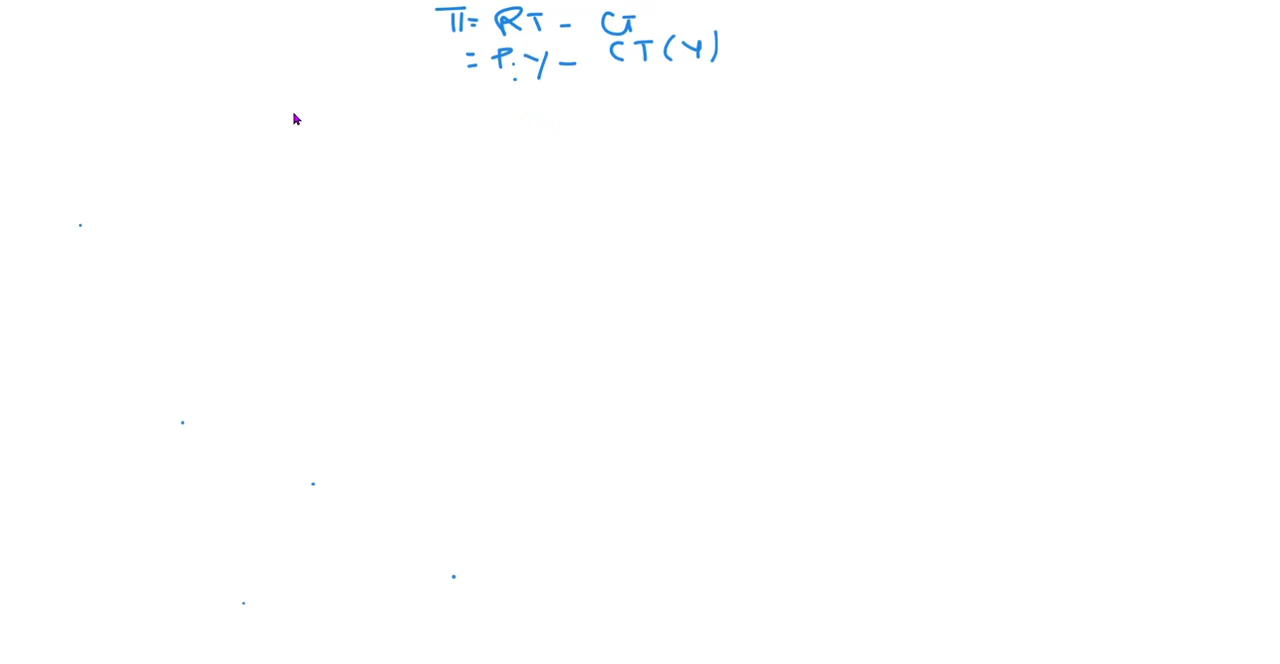 Π = RT - CT
= P. y - CT(y)